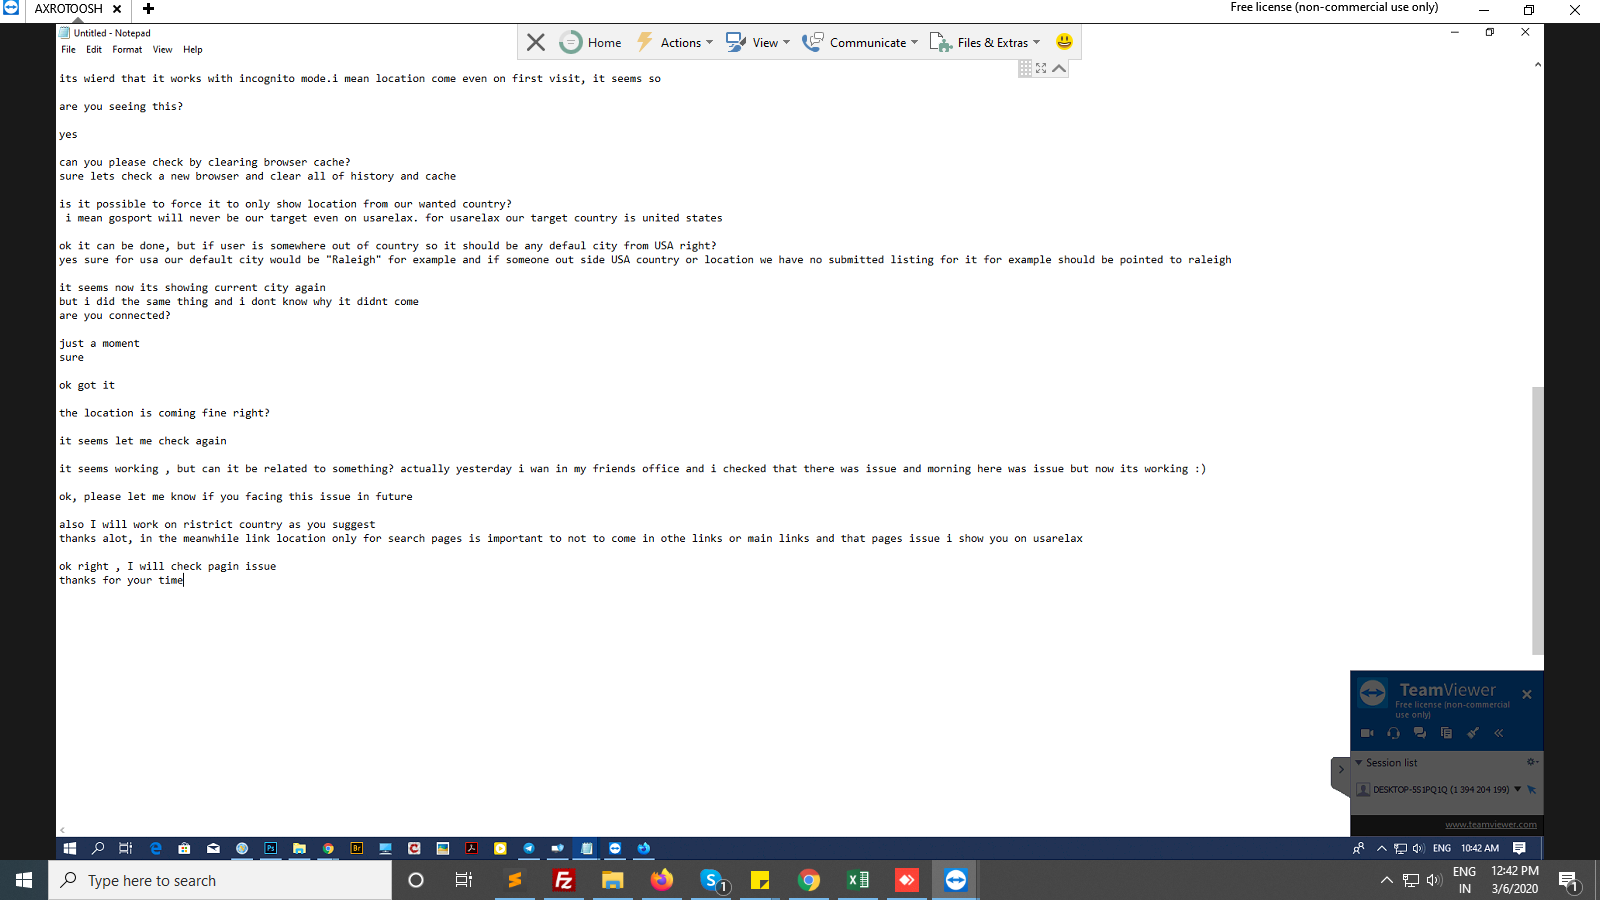 AXROTOOSH
Free license (non-commercial use only)
Untitled - Notepad
File Edit Format View Help
Home Actions View Communicate Files & Extras
its wierd that it works with incognito mode.i mean location come even on first visit, it seems so
are you seeing this?
yes
can you please check by clearing browser cache?
sure lets check a new browser and clear all of history and cache
is it possible to force it to only show location from our wanted country?
i mean gosport will never be our target even on usarelax. for usarelax our target country is united states
ok it can be done, but if user is somewhere out of country so it should be any defaul city from USA right?
yes sure for usa our default city would be "Raleigh" for example and if someone out side USA country or location we have no submitted listing for it for example should be pointed to raleigh
it seems now its showing current city again
but i did the same thing and i dont know why it didnt come
are you connected?
just a moment
sure
ok got it
the location is coming fine right?
it seems let me check again
it seems working , but can it be related to something? actually yesterday i wan in my friends office and i checked that there was issue and morning here was issue but now its working :)
ok, please let me know if you facing this issue in future
also I will work on ristrict country as you suggest
thanks alot, in the meanwhile link location only for search pages is important to not to come in othe links or main links and that pages issue i show you on usarelax
ok right , I will check pagin issue
thanks for your time
TeamViewer
Free license (non-commercial
use only)
Session list
DESKTOP-5S1PQ1Q (1 394 204 199)
www.teamviewer.com
Ps
Br
ENG 10:42 AM
Type here to search
Fz
S 1
ENG
IN
12:42 PM
3/6/2020
1